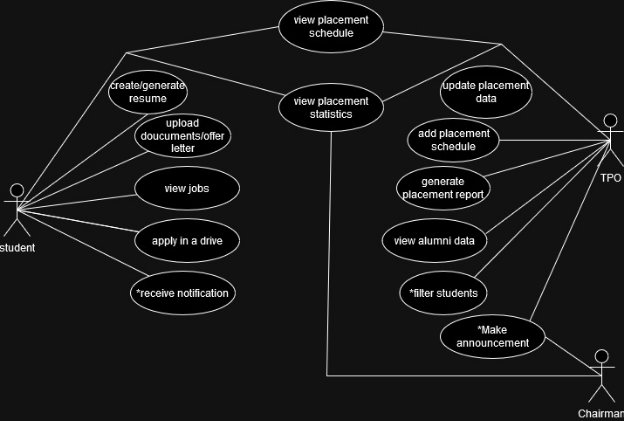 view placement
schedule
create/generate
resume
view placement
statistics
update placement
data
upload
doucuments/offer
letter
add placement
schedule
TPO
view jobs
generate
placement report
student
apply in a drive
view alumni data
*receive notification
*filter students
*Make
announcement
Chairman